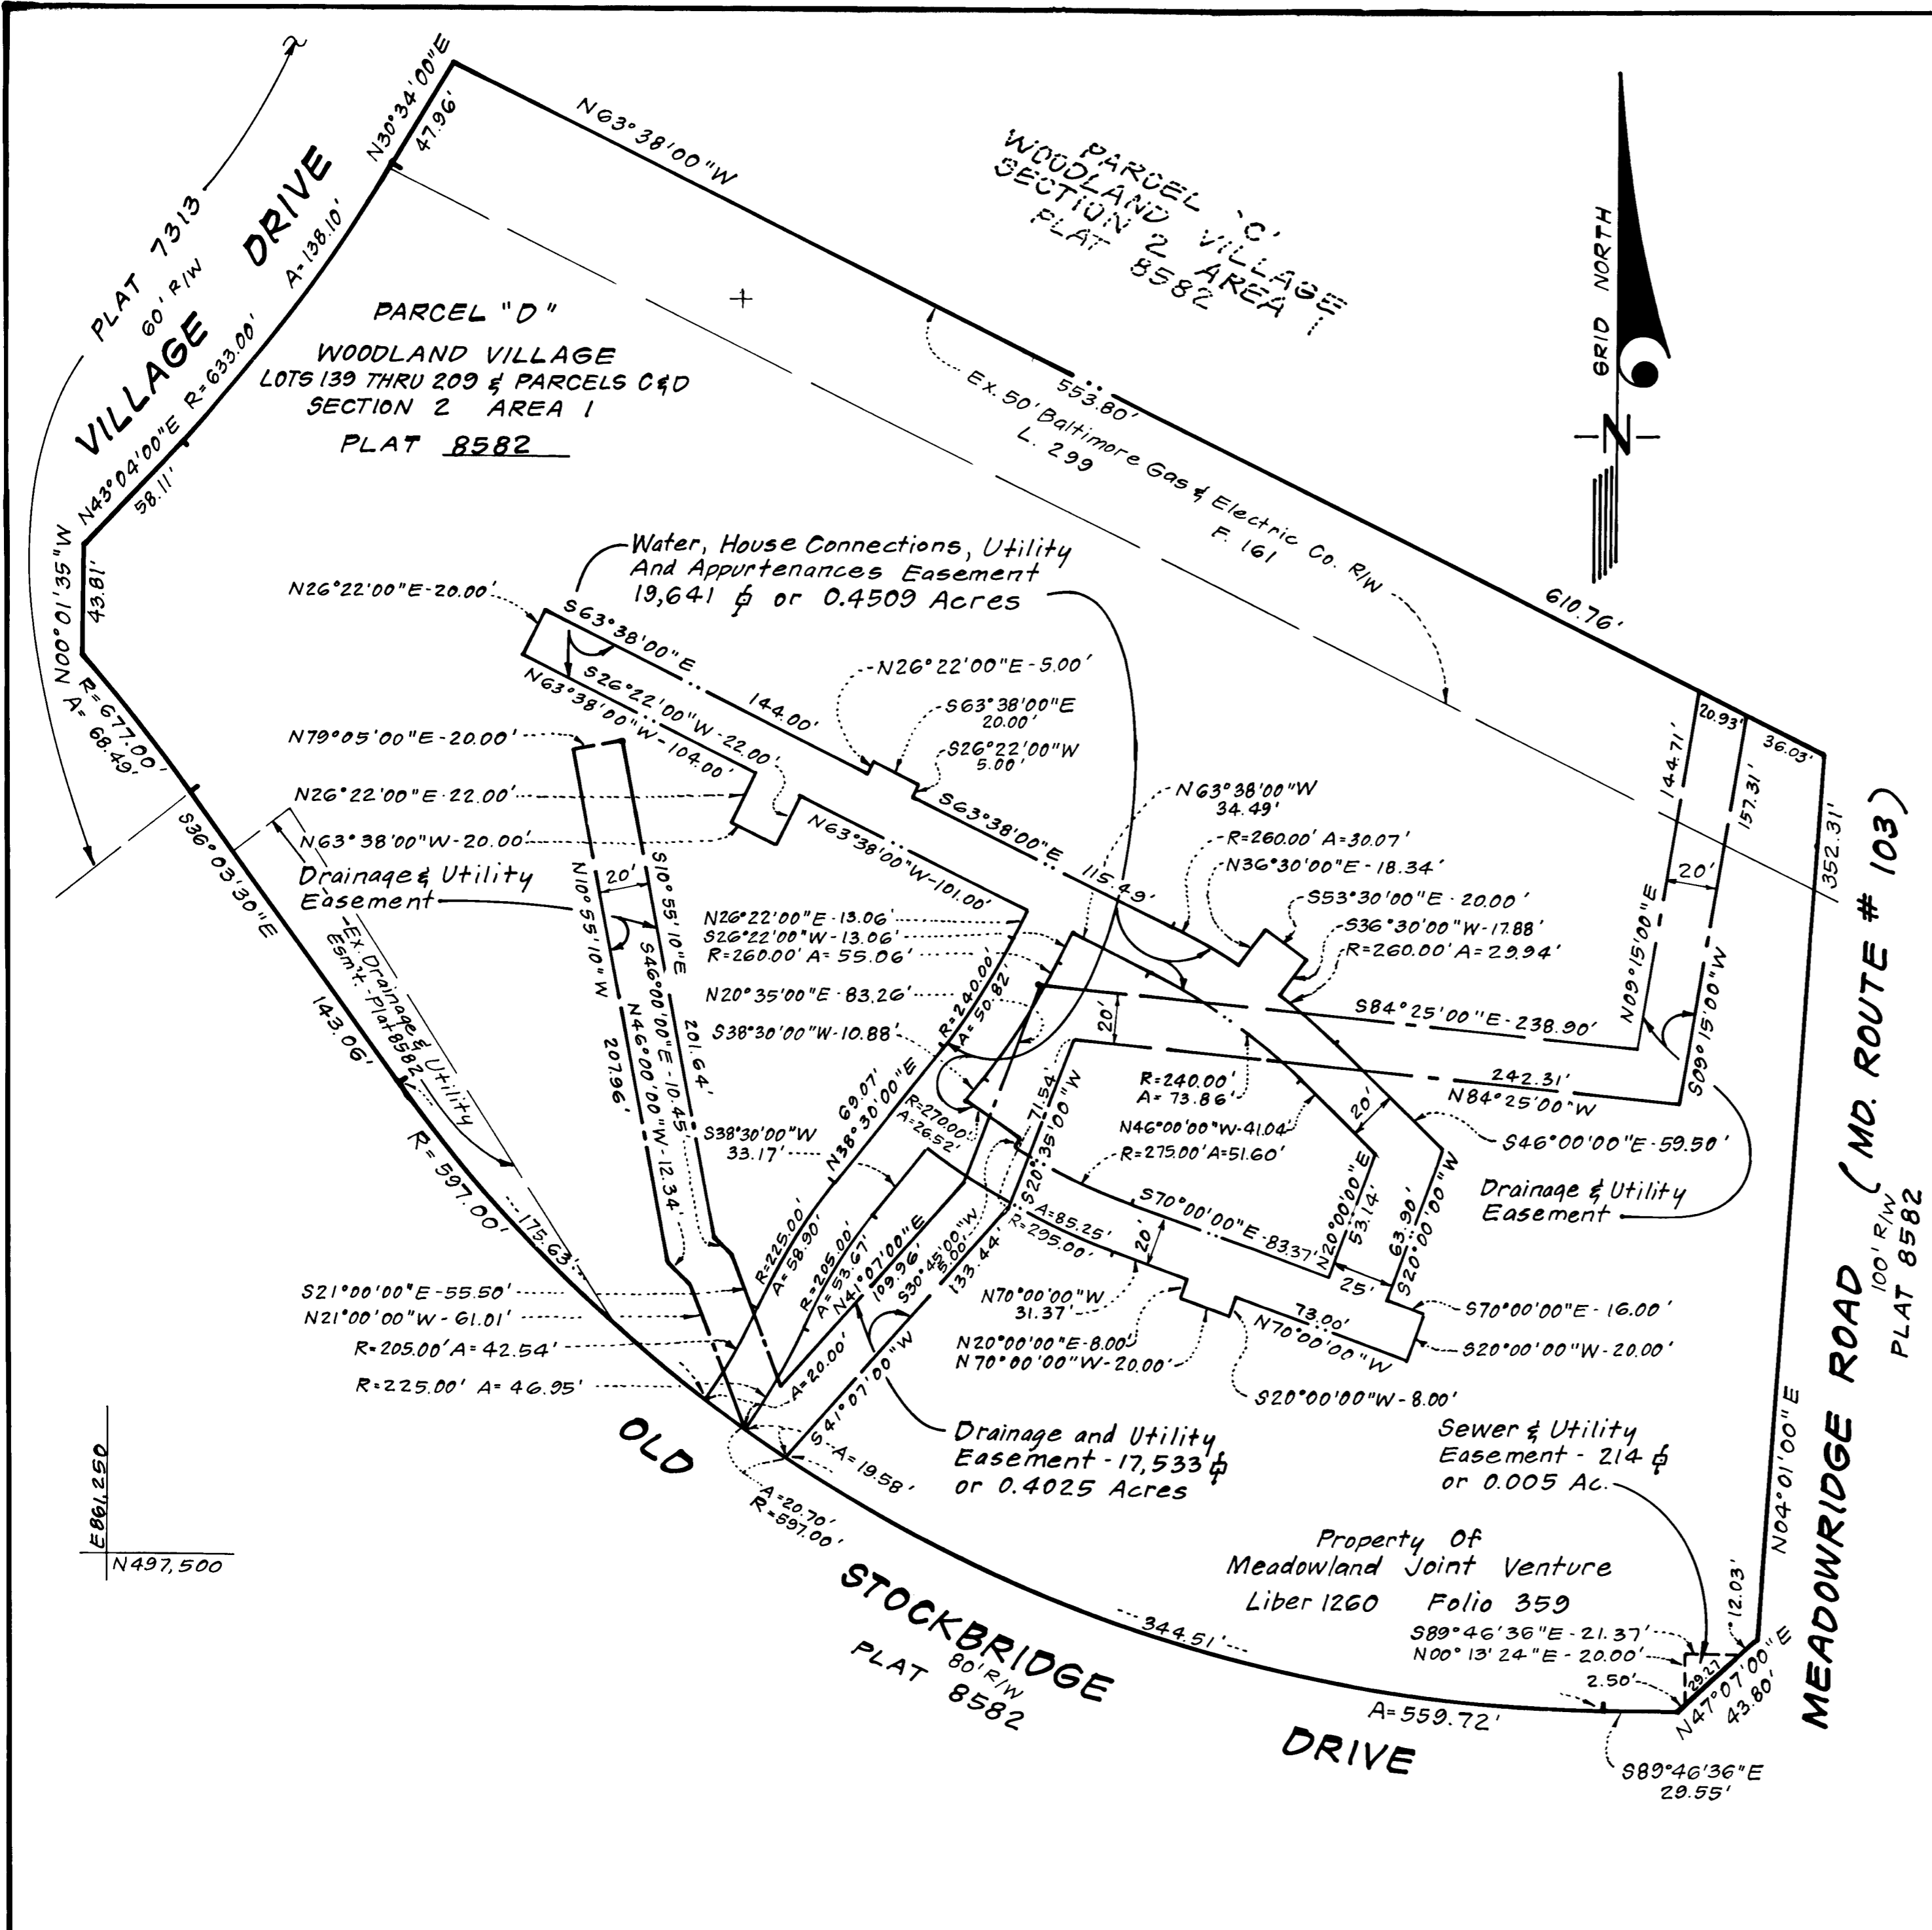 N30°34'00"E
47.96'
PLAT 7313
60' R/W
VILLAGE DRIVE
A=138.10'
R=633.00'
N43°04'00"E
58.11'
N00°01'35"W
43.81'
R=677.00'
A=68.49'
S36°03'30"E
143.06'
R=597.00'
175.63'
PARCEL "D"
WOODLAND VILLAGE
LOTS 139 THRU 209 & PARCELS C&D
SECTION 2 AREA 1
PLAT 8582
N63°38'00"W
PARCEL 'C'
WOODLAND VILLAGE
SECTION 2 AREA 1
PLAT 8582
553.80'
Ex. 50' Baltimore Gas & Electric Co. R/W
L. 299 F. 161
610.76'
GRID NORTH
N
20.93'
36.03'
144.71'
157.31'
352.31'
20'
N09°15'00"E
S09°15'00"W
Water, House Connections, Utility
And Appurtenances Easement
19,641 ⌗ or 0.4509 Acres
N26°22'00"E-20.00'
S63°38'00"E
144.00'
S26°22'00"W-22.00'
N63°38'00"W-104.00'
N26°22'00"E-5.00'
S63°38'00"E
20.00'
S26°22'00"W
5.00'
N79°05'00"E-20.00'
N26°22'00"E-22.00'
N63°38'00"W-20.00'
Drainage & Utility
Easement
20'
S63°38'00"E
115.49'
N63°38'00"W-101.00'
N63°38'00"W
34.49'
R=260.00' A=30.07'
N36°30'00"E-18.34'
S53°30'00"E-20.00'
S36°30'00"W-17.88'
R=260.00' A=29.94'
N26°22'00"E-13.06'
S26°22'00"W-13.06'
R=260.00' A=55.06'
N20°35'00"E-83.26'
S38°30'00"W-10.88'
R=240.00'
A=50.82'
N10°55'10"W
S10°55'10"E
207.96'
201.64'
S46°00'00"E-10.45
N46°00'00"W-12.34'
Ex. Drainage & Utility
Esm't.-Plat 8582
S84°25'00"E-238.90'
242.31'
N84°25'00"W
20'
R=240.00'
A=73.86'
N46°00'00"W-41.04'
R=275.00' A=51.60'
20'
S46°00'00"E-59.50'
Drainage & Utility
Easement
69.07'
N38°30'00"E
S38°30'00"W
33.17'
R=270.00'
A=26.52'
71.54'
S20°35'00"W
S70°00'00"E-83.37'
N20°00'00"E
53.14'
63.90'
S20°00'00"W
25'
A=85.25'
R=295.00'
20'
R=225.00'
A=58.90'
R=205.00'
A=53.67'
N41°07'00"E
109.96'
S30°45'00"W
5.00'
133.44'
N70°00'00"W
31.37'
N20°00'00"E-8.00'
N70°00'00"W-20.00'
73.00'
N70°00'00"W
S20°00'00"W-8.00'
S70°00'00"E-16.00'
S20°00'00"W-20.00'
S21°00'00"E-55.50'
N21°00'00"W-61.01'
R=205.00' A=42.54'
R=225.00' A=46.95'
A=20.00'
S41°07'00"W
A=19.58'
A=20.70'
R=597.00'
Drainage and Utility
Easement-17,533 ⌗
or 0.4025 Acres
Sewer & Utility
Easement-214 ⌗
or 0.005 Ac.
Property Of
Meadowland Joint Venture
Liber 1260 Folio 359
S89°46'36"E-21.37'
N00°13'24"E-20.00'
2.50'
29.27
12.03'
N47°07'00"E
43.80'
S89°46'36"E
29.55'
344.51'
A=559.72'
OLD STOCKBRIDGE DRIVE
80' R/W
PLAT 8582
N04°01'00"E
MEADOWRIDGE ROAD (MD. ROUTE # 103)
100' R/W
PLAT 8582
E861,250
N497,500